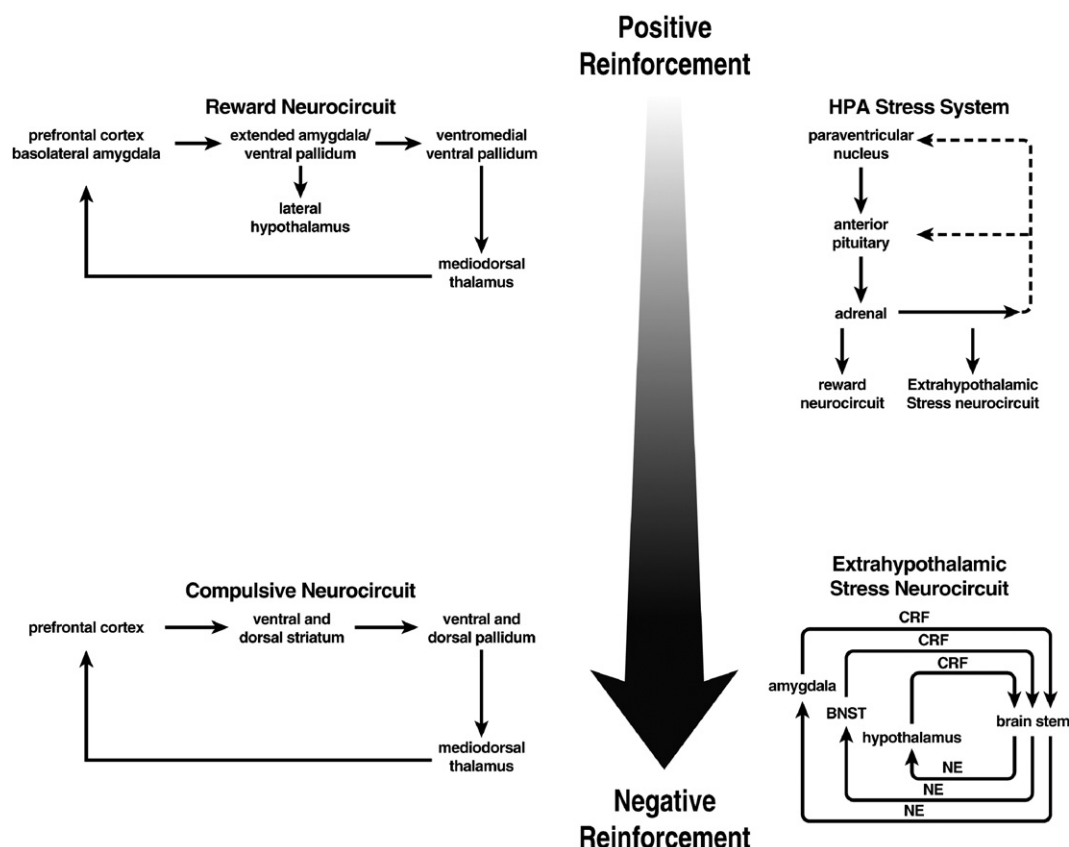 Positive
Reinforcement
Reward Neurocircuit
prefrontal cortex
basolateral amygdala
extended amygdala/
ventral pallidum
ventromedial
ventral pallidum
lateral
hypothalamus
mediodorsal
thalamus
HPA Stress System
paraventricular
nucleus
anterior
pituitary
adrenal
reward
neurocircuit
Extrahypothalamic
Stress neurocircuit
Compulsive Neurocircuit
prefrontal cortex
ventral and
dorsal striatum
ventral and
dorsal pallidum
mediodorsal
thalamus
Extrahypothalamic
Stress Neurocircuit
CRF
CRF
CRF
amygdala
BNST
hypothalamus
brain stem
NE
NE
NE
Negative
Reinforcement